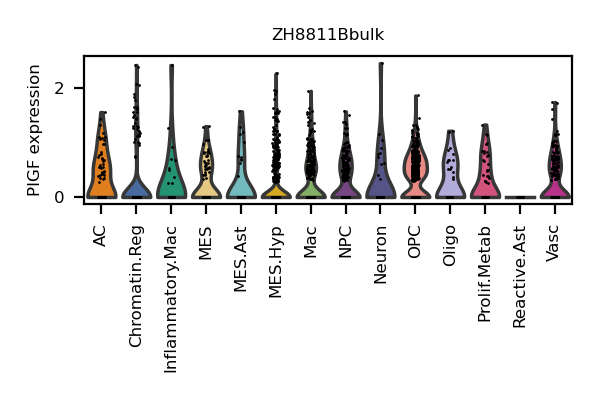 ZH8811Bbulk
PIGF expression
2
0
AC
Chromatin.Reg
Inflammatory.Mac
MES
MES.Ast
MES.Hyp
Mac
NPC
Neuron
OPC
Oligo
Prolif.Metab
Reactive.Ast
Vasc